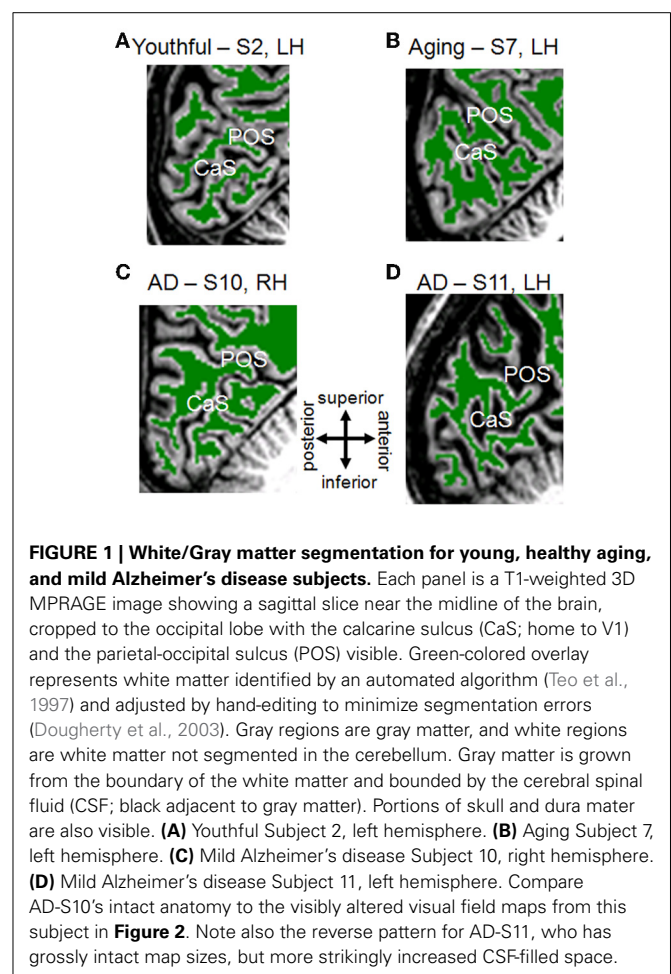 A Youthful – S2, LH
B Aging – S7, LH
POS
CaS
POS
CaS
C AD – S10, RH
D AD – S11, LH
POS
CaS
POS
CaS
superior
posterior
anterior
inferior
FIGURE 1 | White/Gray matter segmentation for young, healthy aging,
and mild Alzheimer's disease subjects. Each panel is a T1-weighted 3D
MPRAGE image showing a sagittal slice near the midline of the brain,
cropped to the occipital lobe with the calcarine sulcus (CaS; home to V1)
and the parietal-occipital sulcus (POS) visible. Green-colored overlay
represents white matter identified by an automated algorithm (Teo et al.,
1997) and adjusted by hand-editing to minimize segmentation errors
(Dougherty et al., 2003). Gray regions are gray matter, and white regions
are white matter not segmented in the cerebellum. Gray matter is grown
from the boundary of the white matter and bounded by the cerebral spinal
fluid (CSF; black adjacent to gray matter). Portions of skull and dura mater
are also visible. (A) Youthful Subject 2, left hemisphere. (B) Aging Subject 7,
left hemisphere. (C) Mild Alzheimer's disease Subject 10, right hemisphere.
(D) Mild Alzheimer's disease Subject 11, left hemisphere. Compare
AD-S10's intact anatomy to the visibly altered visual field maps from this
subject in Figure 2. Note also the reverse pattern for AD-S11, who has
grossly intact map sizes, but more strikingly increased CSF-filled space.